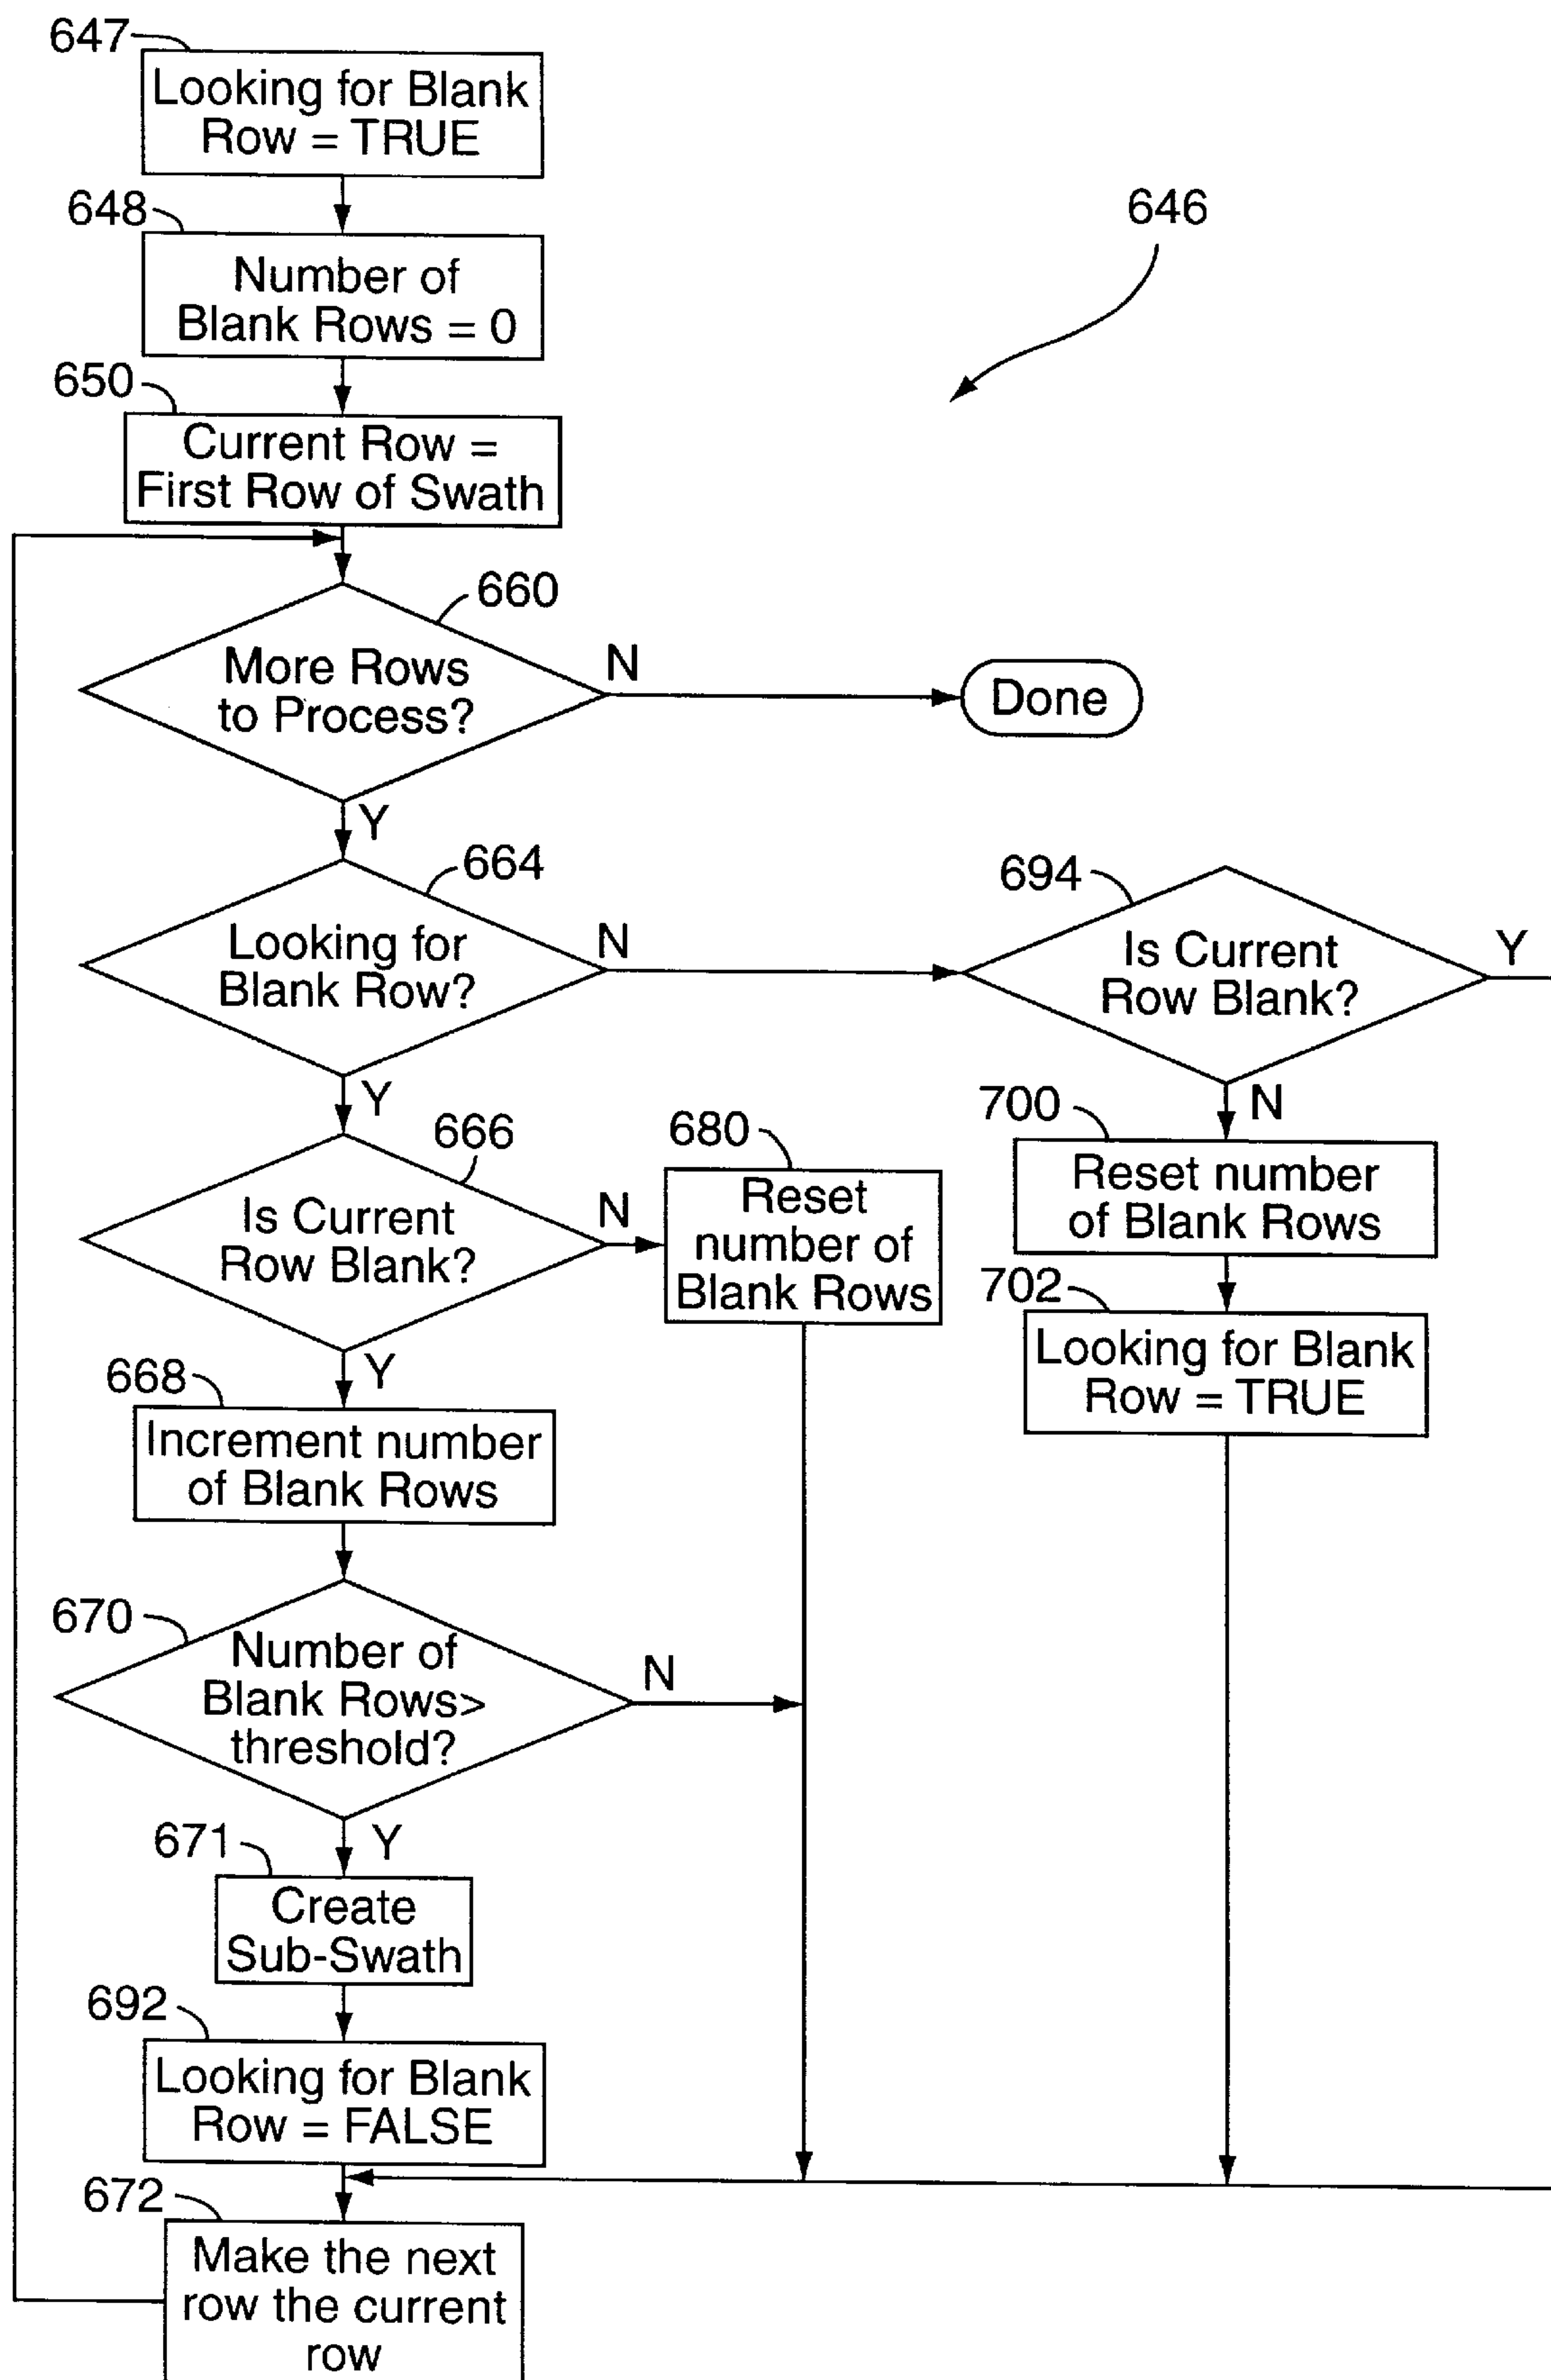 647
Looking for Blank
Row = TRUE
648
Number of
Blank Rows = 0
646
650
Current Row =
First Row of Swath
660
More Rows
to Process?
N
Done
Y
664
Looking for
Blank Row?
N
694
Is Current
Row Blank?
Y
Y
N
666
Is Current
Row Blank?
N
680
Reset
number of
Blank Rows
700
Reset number
of Blank Rows
702
Looking for Blank
Row = TRUE
Y
668
Increment number
of Blank Rows
670
Number of
Blank Rows>
threshold?
N
Y
671
Create
Sub-Swath
692
Looking for Blank
Row = FALSE
672
Make the next
row the current
row